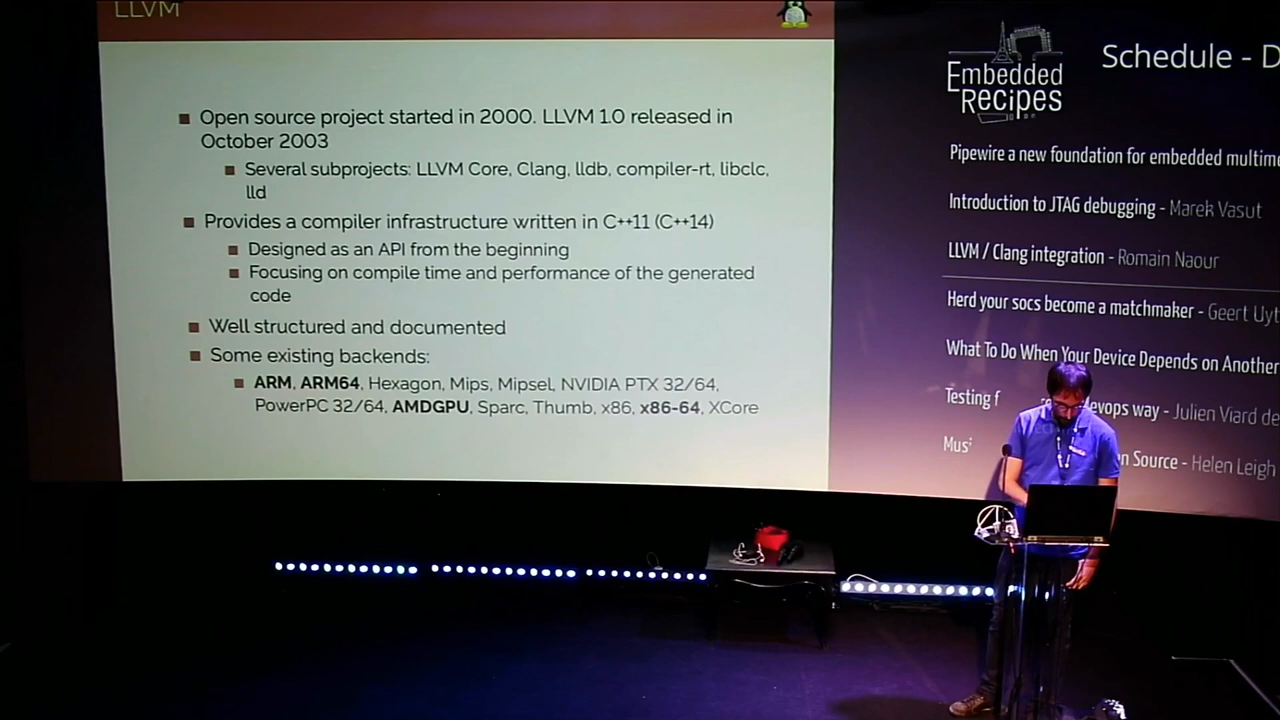 LLVM
Open source project started in 2000. LLVM 1.0 released in
October 2003
Several subprojects: LLVM Core, Clang, lldb, compiler-rt, libclc,
lld
Provides a compiler infrastructure written in C++11 (C++14)
Designed as an API from the beginning
Focusing on compile time and performance of the generated
code
Well structured and documented
Some existing backends:
ARM, ARM64, Hexagon, Mips, Mipsel, NVIDIA PTX 32/64,
PowerPC 32/64, AMDGPU, Sparc, Thumb, x86, x86-64, XCore
Embedded
Recipes
Schedule - D
Pipewire a new foundation for embedded multime
Introduction to JTAG debugging - Marek Vasut
LLVM / Clang integration - Romain Naour
Herd your socs become a matchmaker - Geert Uyt
What To Do When Your Device Depends on Another
Testing f evops way - Julien Viard de
Mus n Source - Helen Leigh